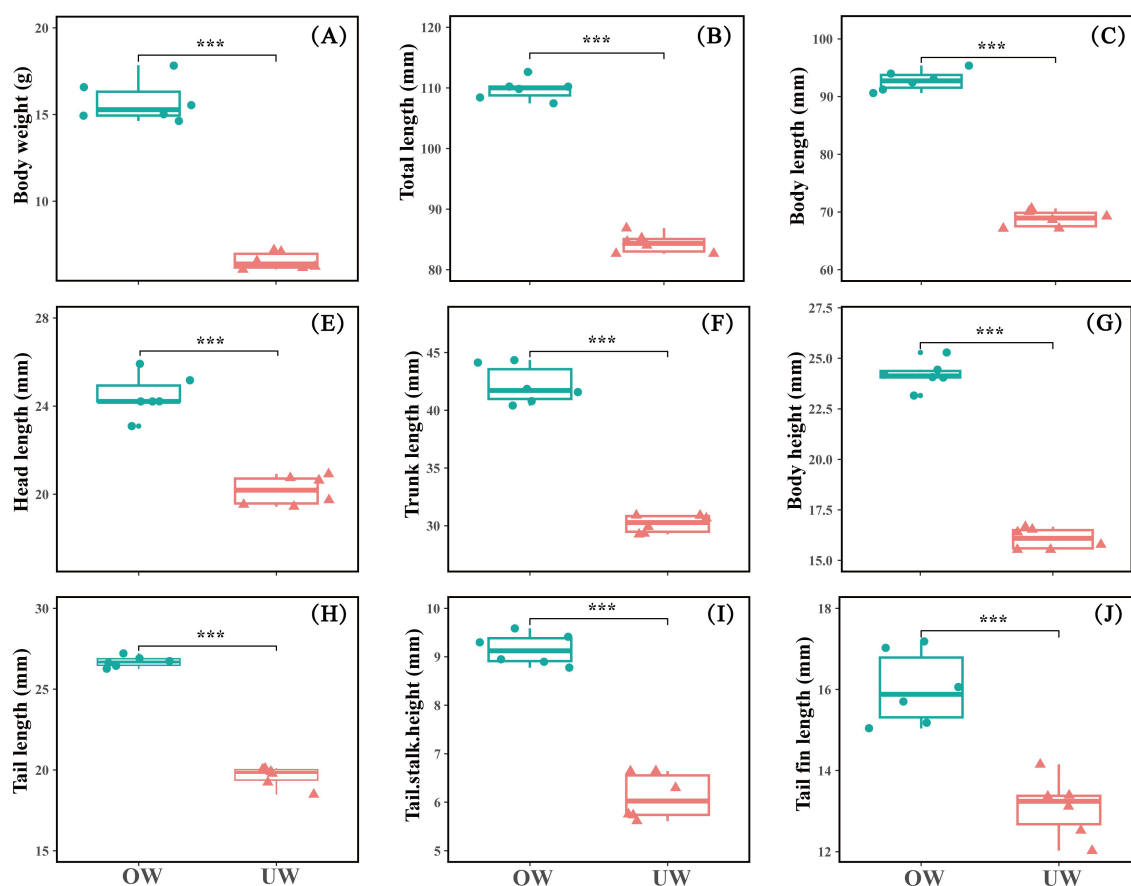 (A)
***
Body weight (g)
20
15
10
(B)
***
Total length (mm)
120
110
100
90
80
(C)
***
Body length (mm)
100
90
80
70
60
(E)
***
Head length (mm)
28
24
20
(F)
***
Trunk length (mm)
45
40
35
30
(G)
***
Body height (mm)
27.5
25.0
22.5
20.0
17.5
15.0
(H)
***
Tail length (mm)
30
25
20
15
OW UW
(I)
***
Tail.stalk.height(mm)
10
9
8
7
6
5
OW UW
(J)
***
Tail fin length (mm)
18
16
14
12
OW UW